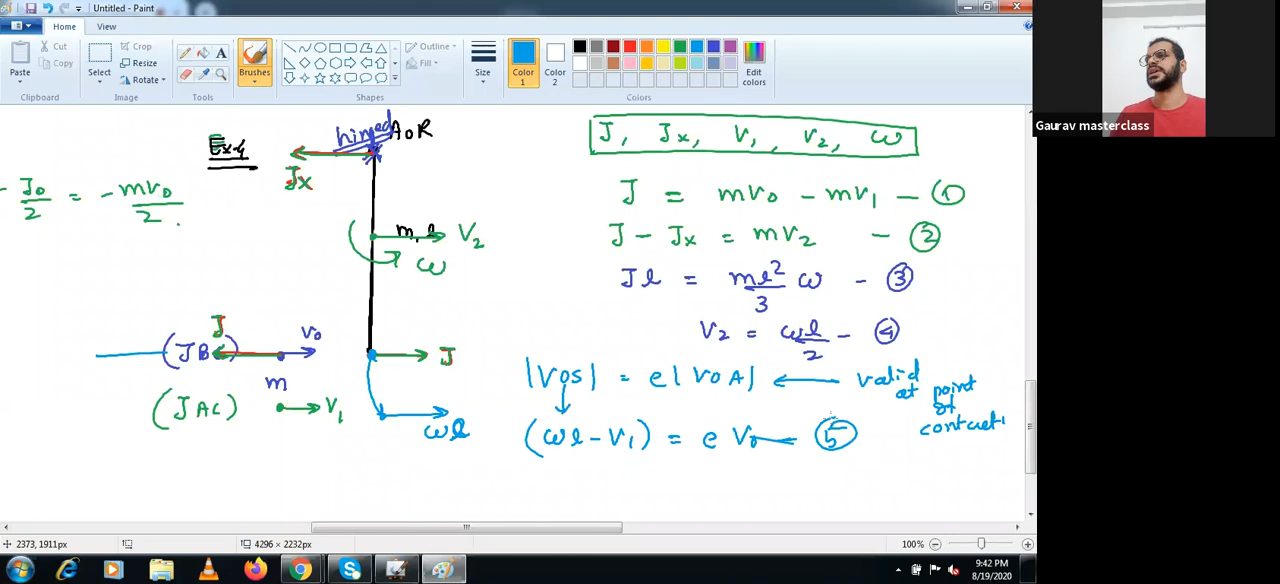 Untitled - Paint
Home
View
Paste
Cut
Copy
Clipboard
Select
Crop
Resize
Rotate
Image
Tools
Brushes
Outline
Fill
Shapes
Size
Color 1
Color 2
Edit colors
Colors
Gaurav masterclass
Ex-4
hinged
AOR
Jx
- J0/2 = -mv0/2.
m, l
V2
ω
(JBC)
J
v0
m
(JAC)
V1
J
ωl
J, Jx, V1, V2, ω
J = mv0 - mv1 - ①
J - Jx = mv2 - ②
Jl = ml²/3 ω - ③
V2 = ωl/2 - ④
|VOS| = e|VOA| ← valid at point of contact
(ωl - V1) = e V0 - ⑤
2373, 1911px
4296 × 2232px
100%
9:42 PM
8/19/2020